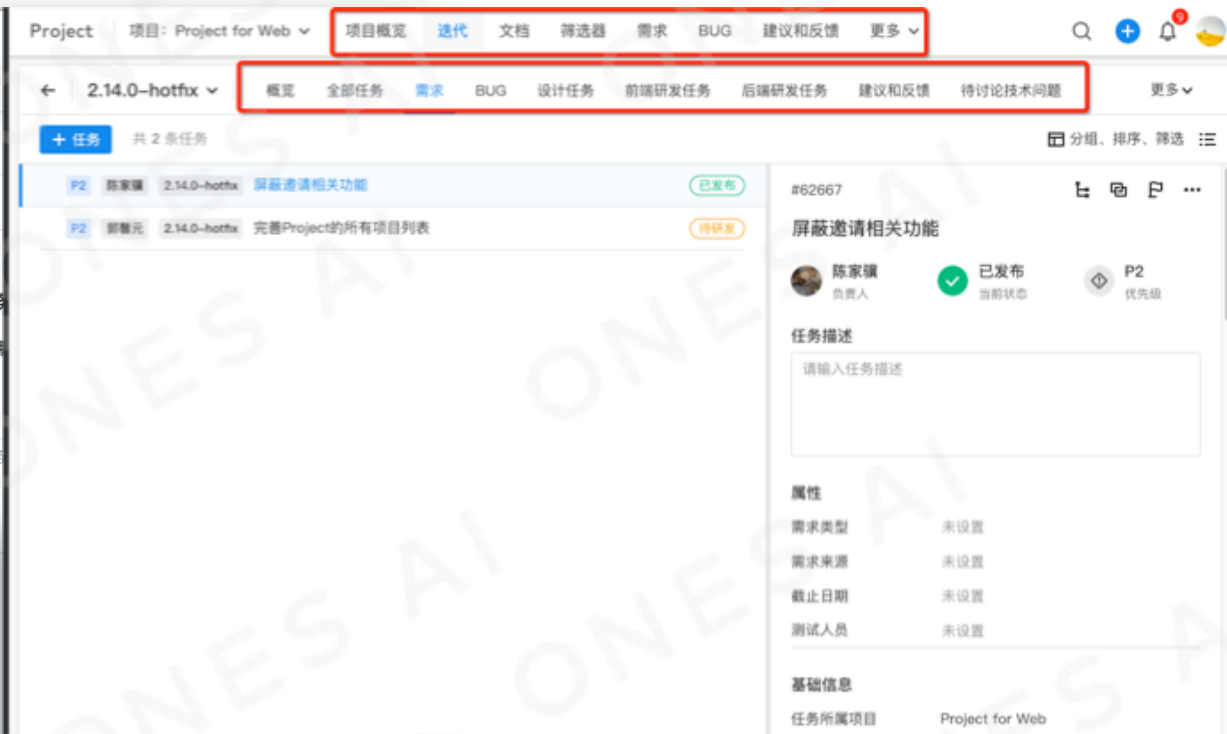 Project 项目：Project for Web 项目概览 迭代 文档 筛选器 需求 BUG 建议和反馈 更多 9
2.14.0-hotfix 概览 全部任务 需求 BUG 设计任务 前端研发任务 后端研发任务 建议和反馈 待讨论技术问题 更多
+ 任务 共 2 条任务 分组、排序、筛选
P2 陈家骥 2.14.0-hotfix 屏蔽邀请相关功能 已发布
P2 郭馨元 2.14.0-hotfix 完善Project的所有项目列表 待研发
#62667
屏蔽邀请相关功能
陈家骥 已发布 P2
负责人 当前状态 优先级
任务描述
请输入任务描述
属性
需求类型 未设置
需求来源 未设置
截止日期 未设置
测试人员 未设置
基础信息
任务所属项目 Project for Web
ONES AI
ONES AI
ONES AI
ONES AI